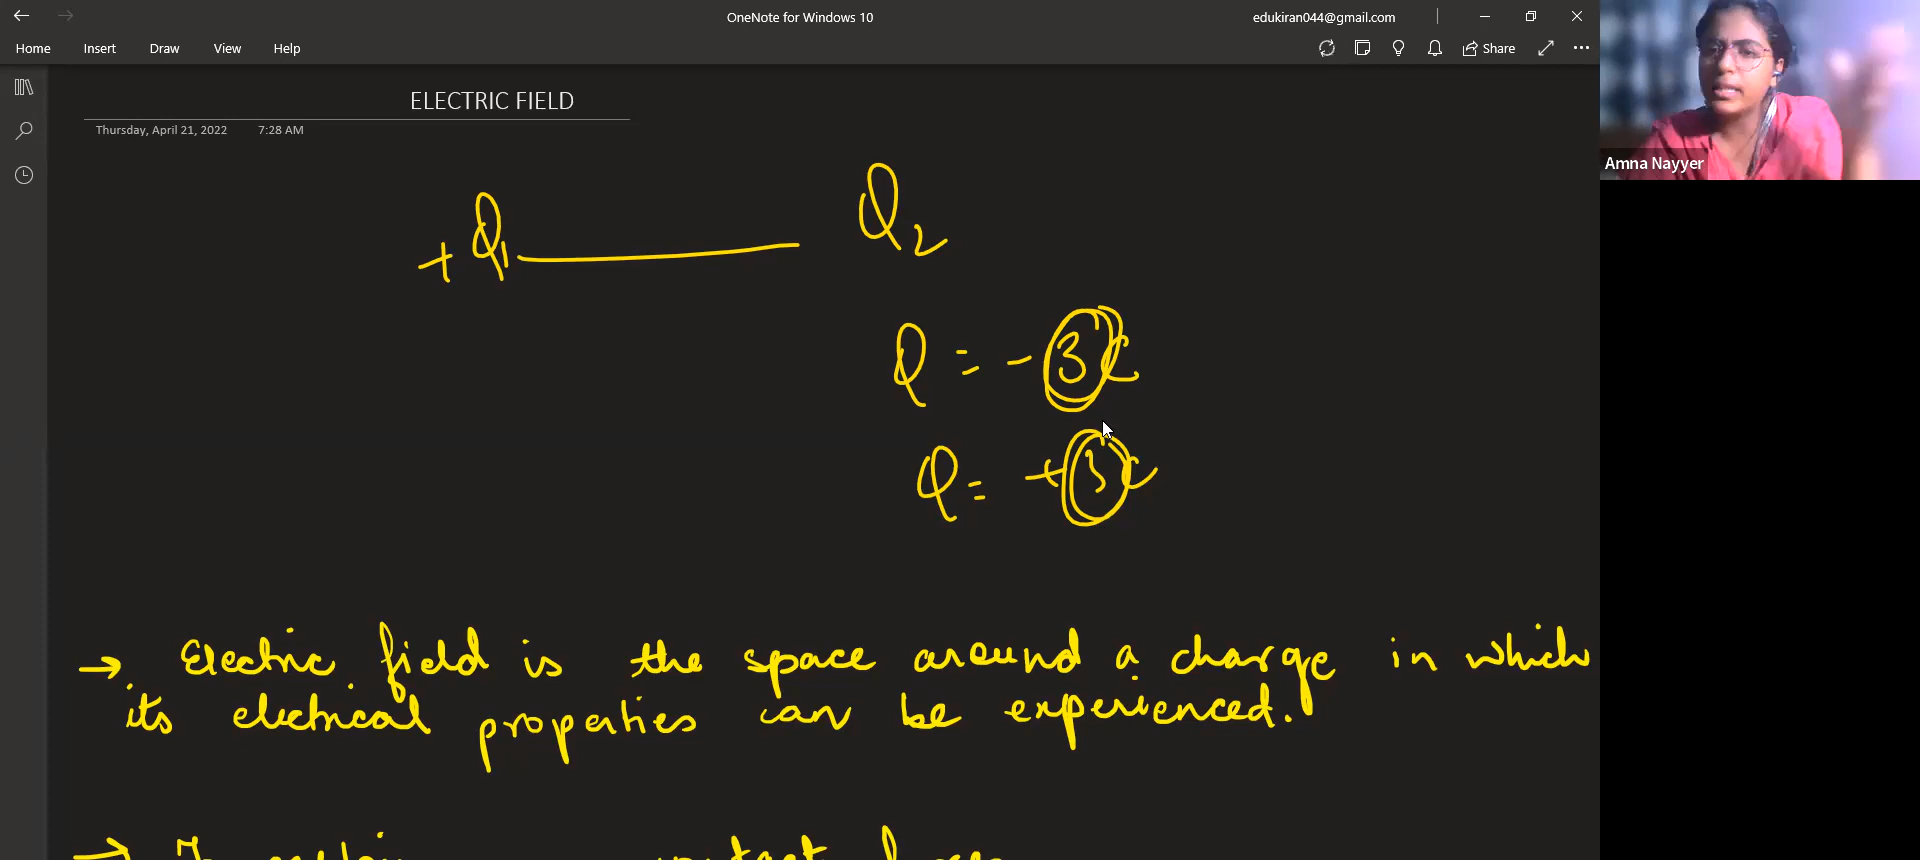 OneNote for Windows 10
edukiran044@gmail.com
Home Insert Draw View Help
Share
ELECTRIC FIELD
Thursday, April 21, 2022 7:28 AM
Amna Nayyer
+Q1 Q2
Q = -3C
Q = +3C
→ Electric field is the space around a charge in which
its electrical properties can be experienced.